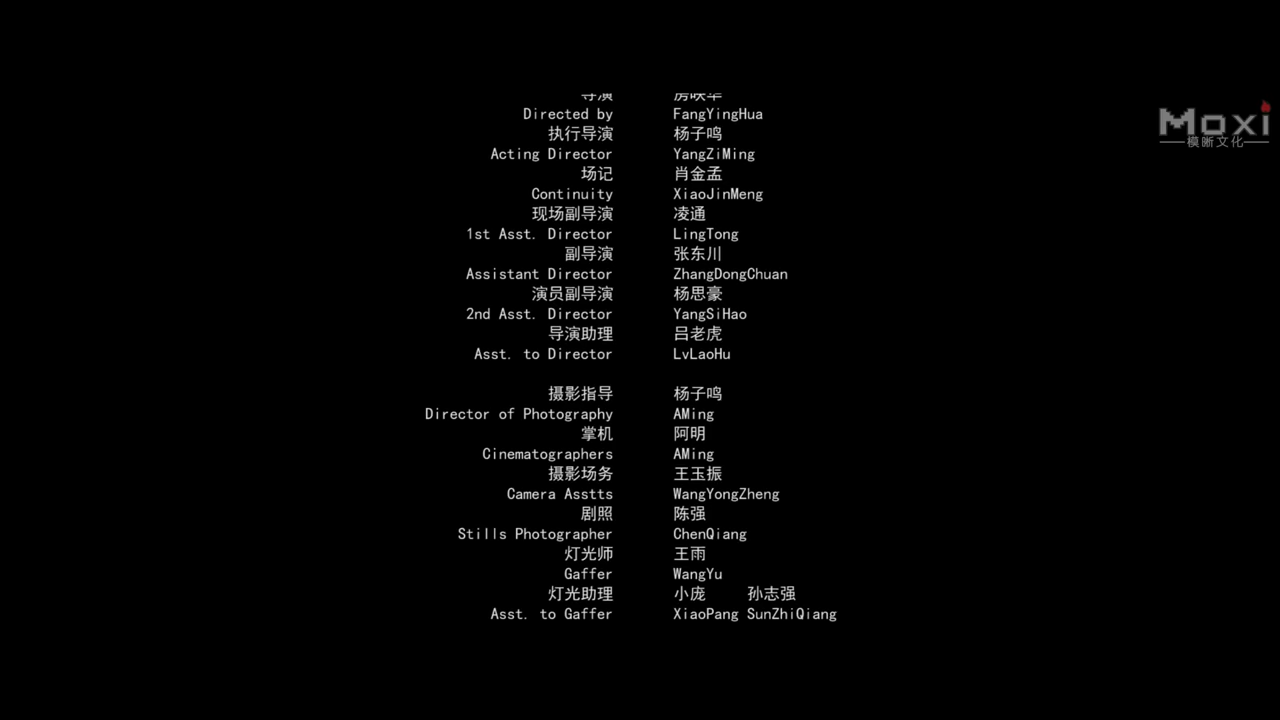 导演 房映华
Directed by FangYingHua
执行导演 杨子鸣
Acting Director YangZiMing
场记 肖金孟
Continuity XiaoJinMeng
现场副导演 凌通
1st Asst. Director LingTong
副导演 张东川
Assistant Director ZhangDongChuan
演员副导演 杨思豪
2nd Asst. Director YangSiHao
导演助理 吕老虎
Asst. to Director LvLaoHu
摄影指导 杨子鸣
Director of Photography AMing
掌机 阿明
Cinematographers AMing
摄影场务 王玉振
Camera Asstts WangYongZheng
剧照 陈强
Stills Photographer ChenQiang
灯光师 王雨
Gaffer WangYu
灯光助理 小庞 孙志强
Asst. to Gaffer XiaoPang SunZhiQiang
Moxi
模晰文化